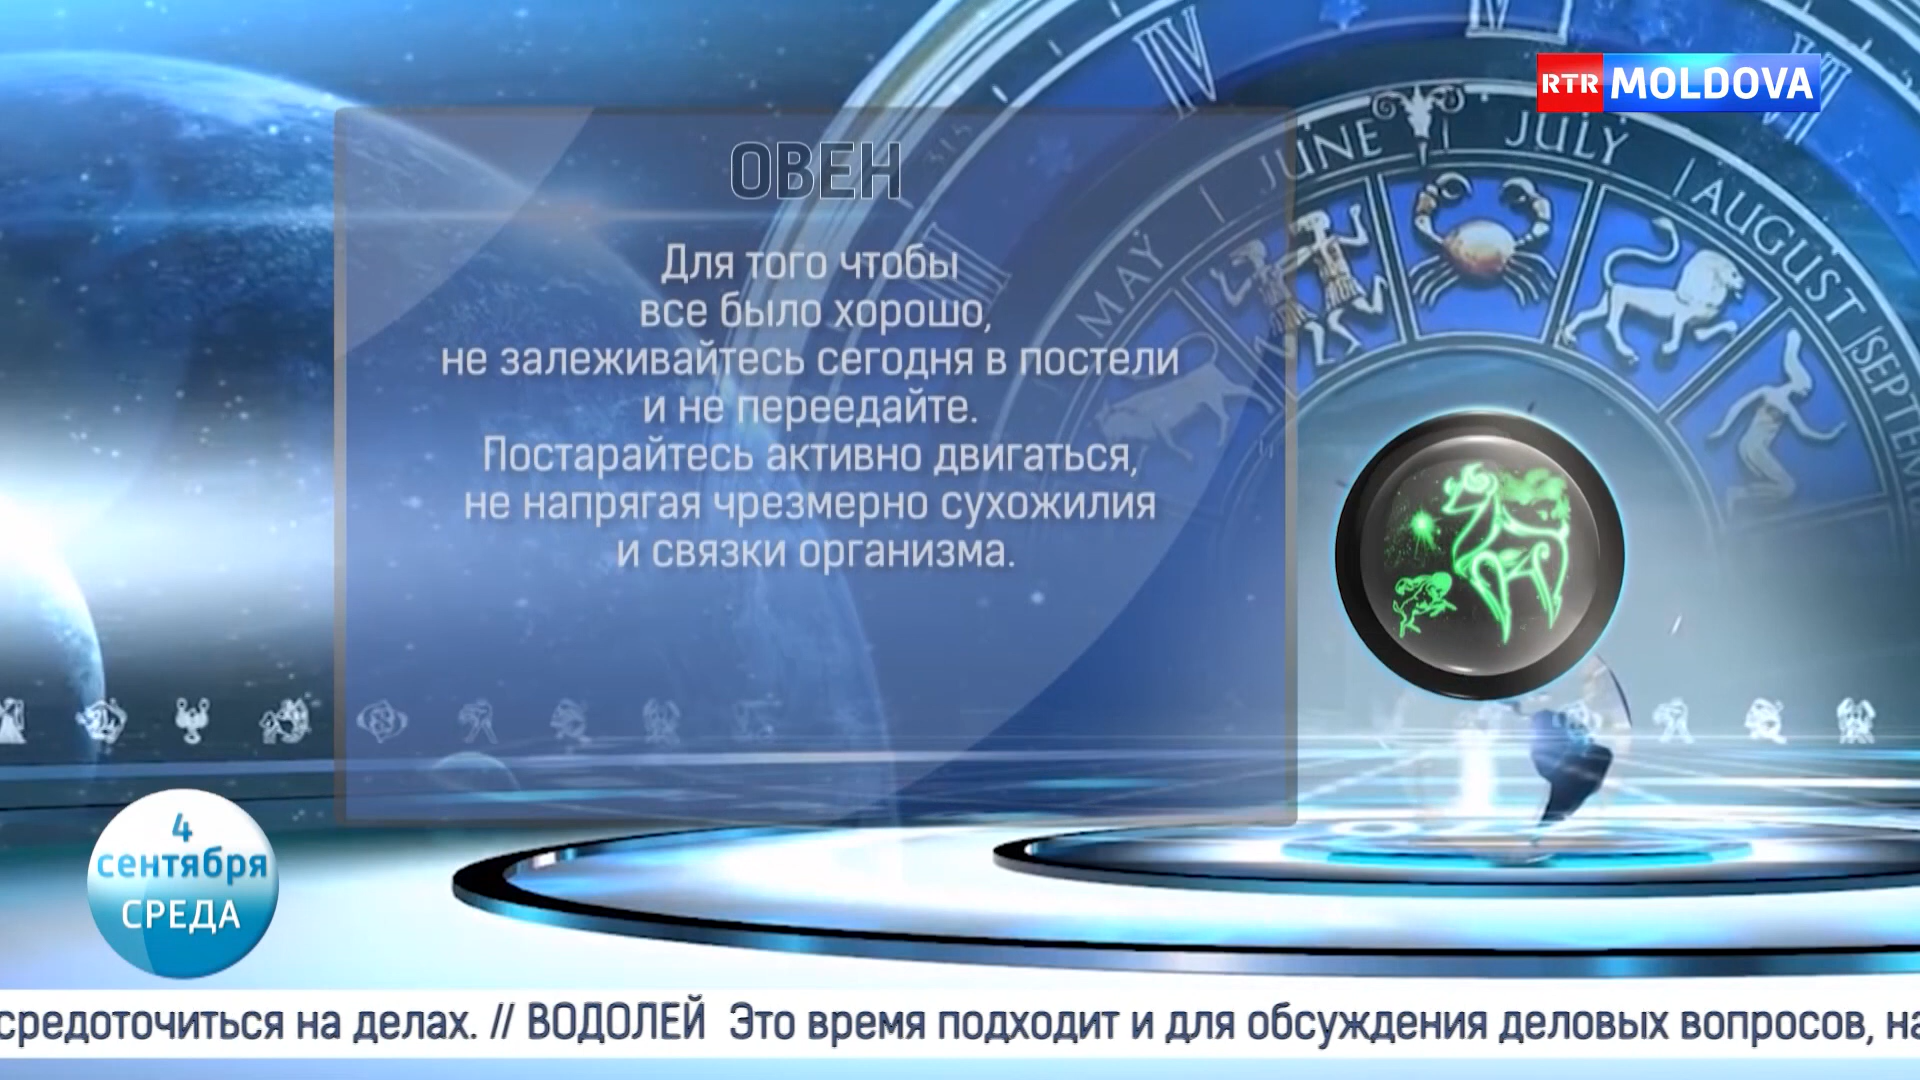 RTR MOLDOVA
IV
JUNE
JULY
MAY
AUGUST
ОВЕН
Для того чтобы
все было хорошо,
не залеживайтесь сегодня в постели
и не переедайте.
Постарайтесь активно двигаться,
не напрягая чрезмерно сухожилия
и связки организма.
4
сентября
СРЕДА
средоточиться на делах. // ВОДОЛЕЙ Это время подходит и для обсуждения деловых вопросов, на